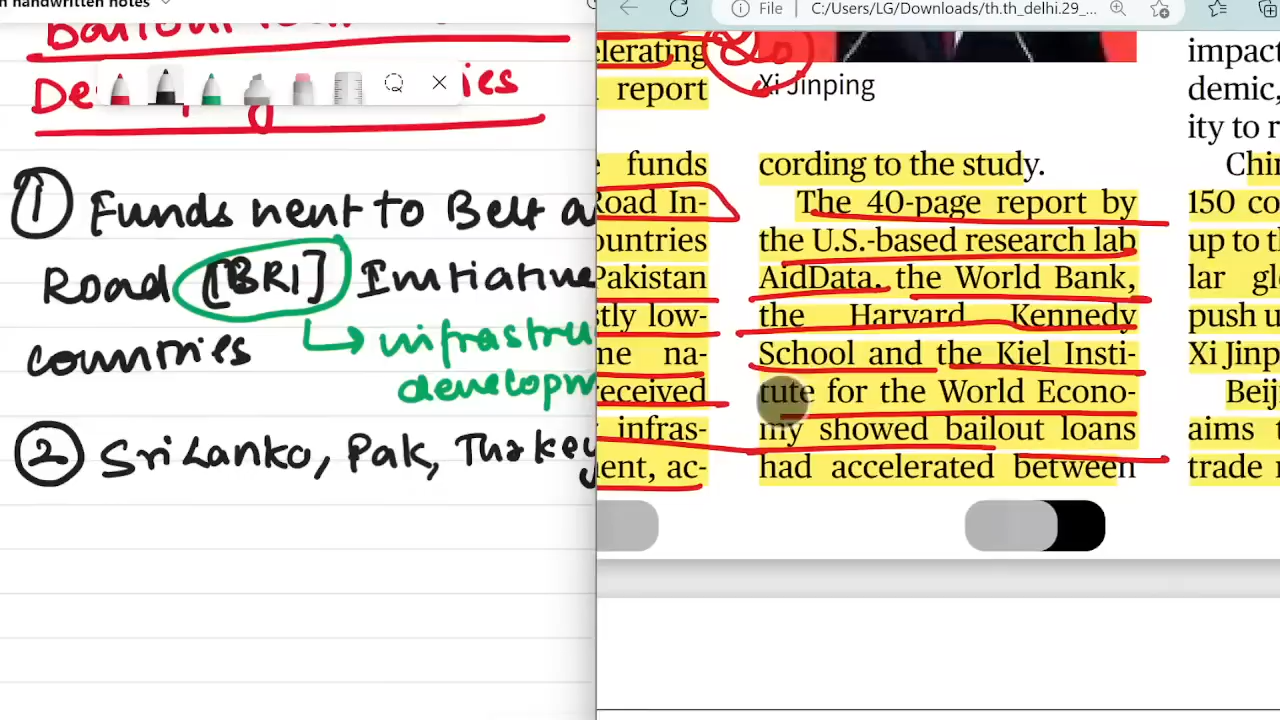 n handwritten notes
Bailout
De ies
① Funds nent to Belt a
Road [BRI] Initiative
countries
infrastru
developm
② Sri Lanka, Pak, Turkey
File C:/Users/LG/Downloads/th.th_delhi.29_
elerating
report
funds
Road In-
ountries
Pakistan
stly low-
me na-
eceived
infras-
ent, ac-
Xi Jinping
cording to the study.
The 40-page report by
the U.S.-based research lab
AidData, the World Bank,
the Harvard Kennedy
School and the Kiel Insti-
tute for the World Econo-
my showed bailout loans
had accelerated between
impac
demic,
ity to r
Chin
150 co
up to t
lar gl
push u
Xi Jinp
Beij
aims t
trade r